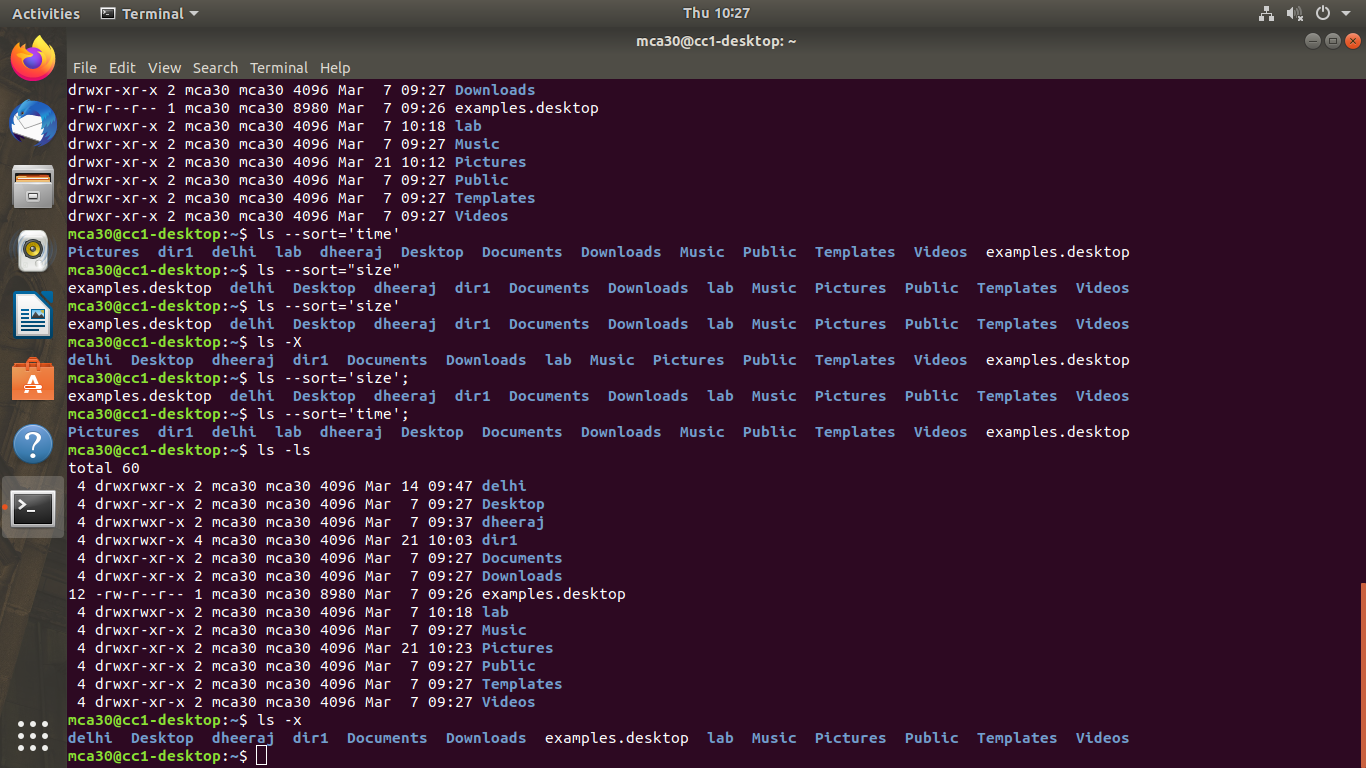 Activities Terminal Thu 10:27
mca30@cc1-desktop: ~
File Edit View Search Terminal Help
drwxr-xr-x 2 mca30 mca30 4096 Mar  7 09:27 Downloads
-rw-r--r-- 1 mca30 mca30 8980 Mar  7 09:26 examples.desktop
drwxrwxr-x 2 mca30 mca30 4096 Mar  7 10:18 lab
drwxr-xr-x 2 mca30 mca30 4096 Mar  7 09:27 Music
drwxr-xr-x 2 mca30 mca30 4096 Mar 21 10:12 Pictures
drwxr-xr-x 2 mca30 mca30 4096 Mar  7 09:27 Public
drwxr-xr-x 2 mca30 mca30 4096 Mar  7 09:27 Templates
drwxr-xr-x 2 mca30 mca30 4096 Mar  7 09:27 Videos
mca30@cc1-desktop:~$ ls --sort='time'
Pictures  dir1  delhi  lab  dheeraj  Desktop  Documents  Downloads  Music  Public  Templates  Videos  examples.desktop
mca30@cc1-desktop:~$ ls --sort="size"
examples.desktop  delhi  Desktop  dheeraj  dir1  Documents  Downloads  lab  Music  Pictures  Public  Templates  Videos
mca30@cc1-desktop:~$ ls --sort='size'
examples.desktop  delhi  Desktop  dheeraj  dir1  Documents  Downloads  lab  Music  Pictures  Public  Templates  Videos
mca30@cc1-desktop:~$ ls -X
delhi  Desktop  dheeraj  dir1  Documents  Downloads  lab  Music  Pictures  Public  Templates  Videos  examples.desktop
mca30@cc1-desktop:~$ ls --sort='size';
examples.desktop  delhi  Desktop  dheeraj  dir1  Documents  Downloads  lab  Music  Pictures  Public  Templates  Videos
mca30@cc1-desktop:~$ ls --sort='time';
Pictures  dir1  delhi  lab  dheeraj  Desktop  Documents  Downloads  Music  Public  Templates  Videos  examples.desktop
mca30@cc1-desktop:~$ ls -ls
total 60
 4 drwxrwxr-x 2 mca30 mca30 4096 Mar 14 09:47 delhi
 4 drwxr-xr-x 2 mca30 mca30 4096 Mar  7 09:27 Desktop
 4 drwxrwxr-x 2 mca30 mca30 4096 Mar  7 09:37 dheeraj
 4 drwxrwxr-x 4 mca30 mca30 4096 Mar 21 10:03 dir1
 4 drwxr-xr-x 2 mca30 mca30 4096 Mar  7 09:27 Documents
 4 drwxr-xr-x 2 mca30 mca30 4096 Mar  7 09:27 Downloads
12 -rw-r--r-- 1 mca30 mca30 8980 Mar  7 09:26 examples.desktop
 4 drwxrwxr-x 2 mca30 mca30 4096 Mar  7 10:18 lab
 4 drwxr-xr-x 2 mca30 mca30 4096 Mar  7 09:27 Music
 4 drwxr-xr-x 2 mca30 mca30 4096 Mar 21 10:23 Pictures
 4 drwxr-xr-x 2 mca30 mca30 4096 Mar  7 09:27 Public
 4 drwxr-xr-x 2 mca30 mca30 4096 Mar  7 09:27 Templates
 4 drwxr-xr-x 2 mca30 mca30 4096 Mar  7 09:27 Videos
mca30@cc1-desktop:~$ ls -x
delhi  Desktop  dheeraj  dir1  Documents  Downloads  examples.desktop  lab  Music  Pictures  Public  Templates  Videos
mca30@cc1-desktop:~$